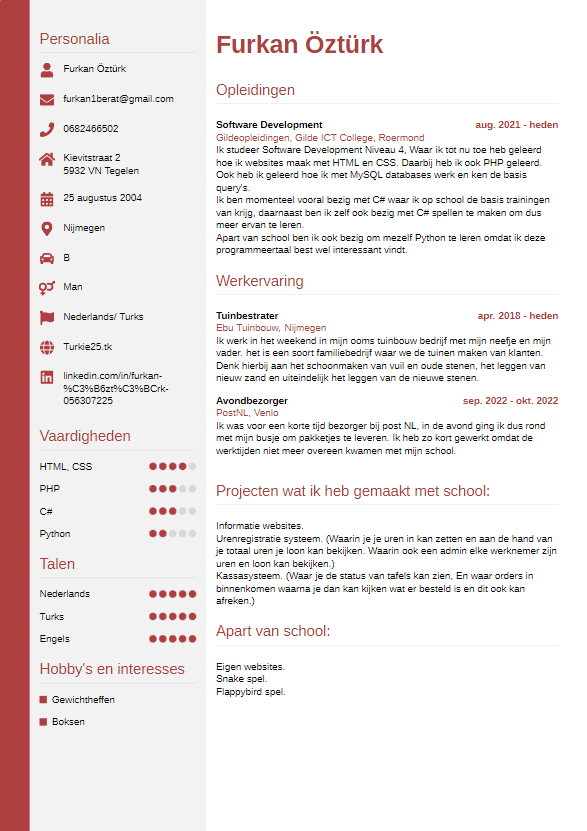 Personalia
Furkan Öztürk
furkan1berat@gmail.com
0682466502
Kievitstraat 2
5932 VN Tegelen
25 augustus 2004
Nijmegen
B
Man
Nederlands/ Turks
Turkie25.tk
linkedin.com/in/furkan-
%C3%B6zt%C3%BCrk-
056307225
Vaardigheden
HTML, CSS
PHP
C#
Python
Talen
Nederlands
Turks
Engels
Hobby's en interesses
Gewichtheffen
Boksen
Furkan Öztürk
Opleidingen
Software Development aug. 2021 - heden
Gildeopleidingen, Gilde ICT College, Roermond
Ik studeer Software Development Niveau 4, Waar ik tot nu toe heb geleerd
hoe ik websites maak met HTML en CSS. Daarbij heb ik ook PHP geleerd.
Ook heb ik geleerd hoe ik met MySQL databases werk en ken de basis
query's.
Ik ben momenteel vooral bezig met C# waar ik op school de basis trainingen
van krijg, daarnaast ben ik zelf ook bezig met C# spellen te maken om dus
meer ervan te leren.
Apart van school ben ik ook bezig om mezelf Python te leren omdat ik deze
programmeertaal best wel interessant vindt.
Werkervaring
Tuinbestrater apr. 2018 - heden
Ebu Tuinbouw, Nijmegen
Ik werk in het weekend in mijn ooms tuinbouw bedrijf met mijn neefje en mijn
vader. het is een soort familiebedrijf waar we de tuinen maken van klanten.
Denk hierbij aan het schoonmaken van vuil en oude stenen, het leggen van
nieuw zand en uiteindelijk het leggen van de nieuwe stenen.
Avondbezorger sep. 2022 - okt. 2022
PostNL, Venlo
Ik was voor een korte tijd bezorger bij post NL, in de avond ging ik dus rond
met mijn busje om pakketjes te leveren. Ik heb zo kort gewerkt omdat de
werktijden niet meer overeen kwamen met mijn school.
Projecten wat ik heb gemaakt met school:
Informatie websites.
Urenregistratie systeem. (Waarin je je uren in kan zetten en aan de hand van
je totaal uren je loon kan bekijken. Waarin ook een admin elke werknemer zijn
uren en loon kan bekijken.)
Kassasysteem. (Waar je de status van tafels kan zien, En waar orders in
binnenkomen waarna je dan kan kijken wat er besteld is en dit ook kan
afreken.)
Apart van school:
Eigen websites.
Snake spel.
Flappybird spel.